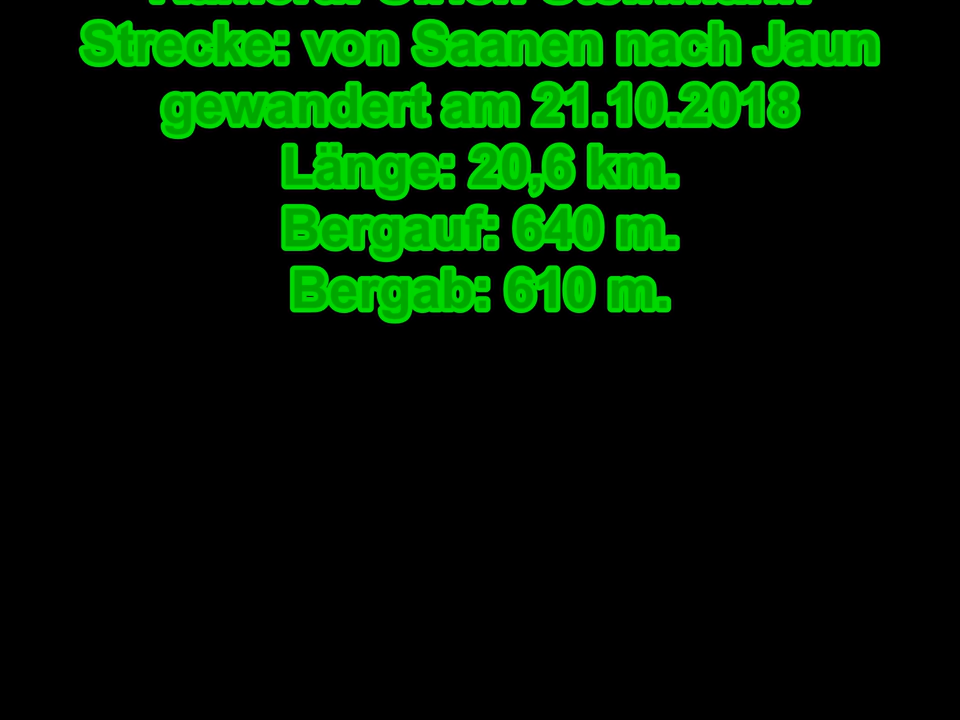 Strecke: von Saanen nach Jaun
gewandert am 21.10.2018
Länge: 20,6 km.
Bergauf: 640 m.
Bergab: 610 m.